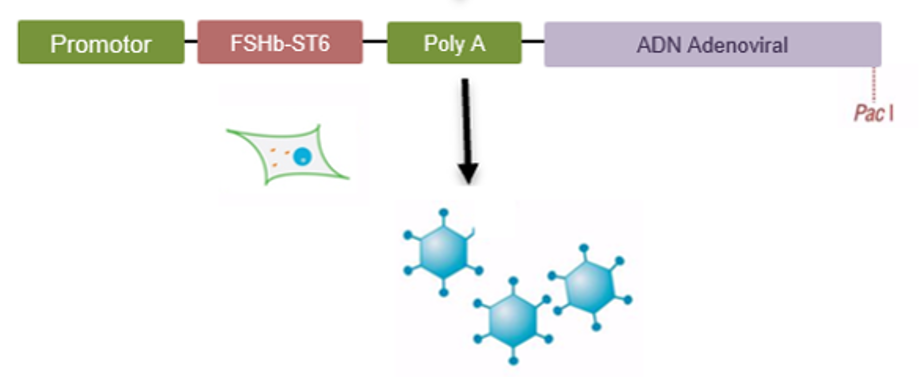 Promotor
FSHb-ST6
Poly A
ADN Adenoviral
Pac I